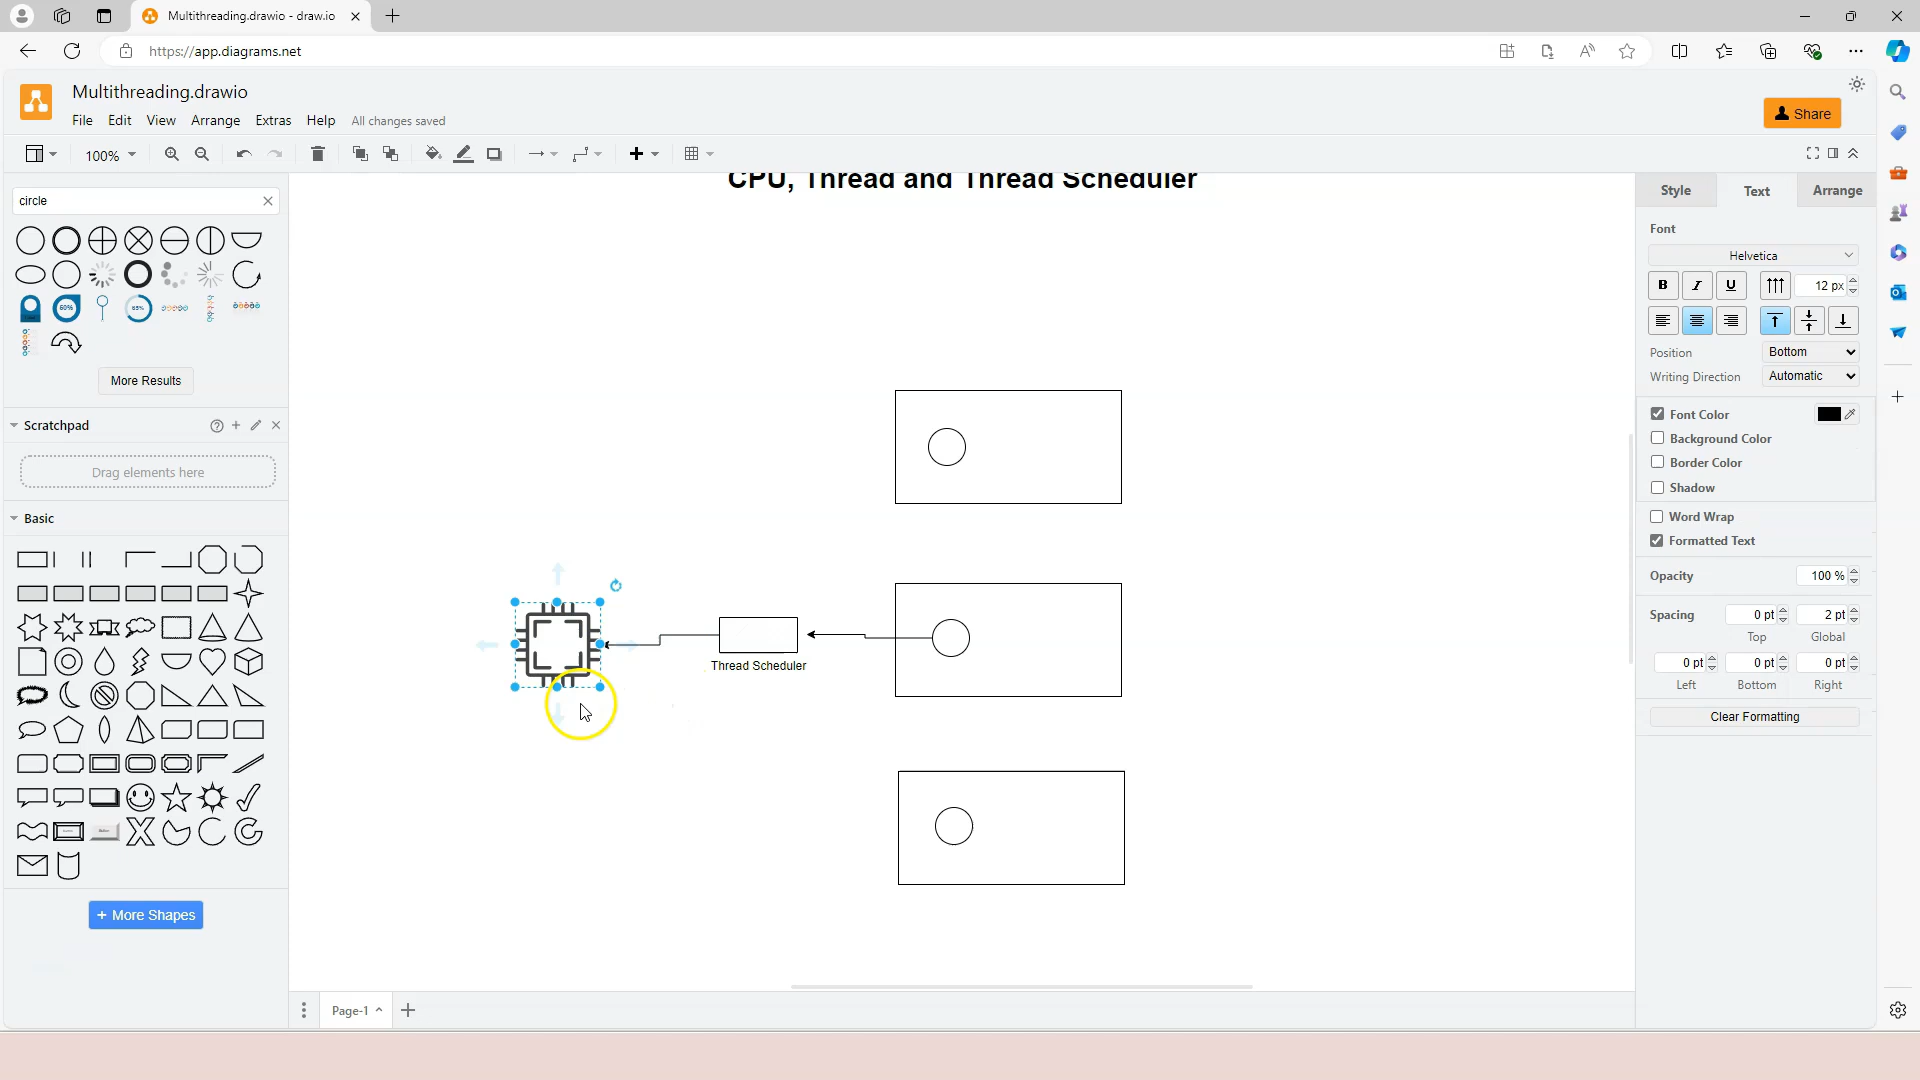 Multithreading.drawio - draw.io
https://app.diagrams.net
Multithreading.drawio
File Edit View Arrange Extras Help All changes saved
Share
100%
circle
More Results
Scratchpad
Drag elements here
Basic
+ More Shapes
CPU, Thread and Thread Scheduler
Thread Scheduler
Page-1
Style Text Arrange
Font
Helvetica
B I U 12 px
Position Bottom
Writing Direction Automatic
Font Color
Background Color
Border Color
Shadow
Word Wrap
Formatted Text
Opacity 100 %
Spacing 0 pt 2 pt
Top Global
0 pt 0 pt 0 pt
Left Bottom Right
Clear Formatting